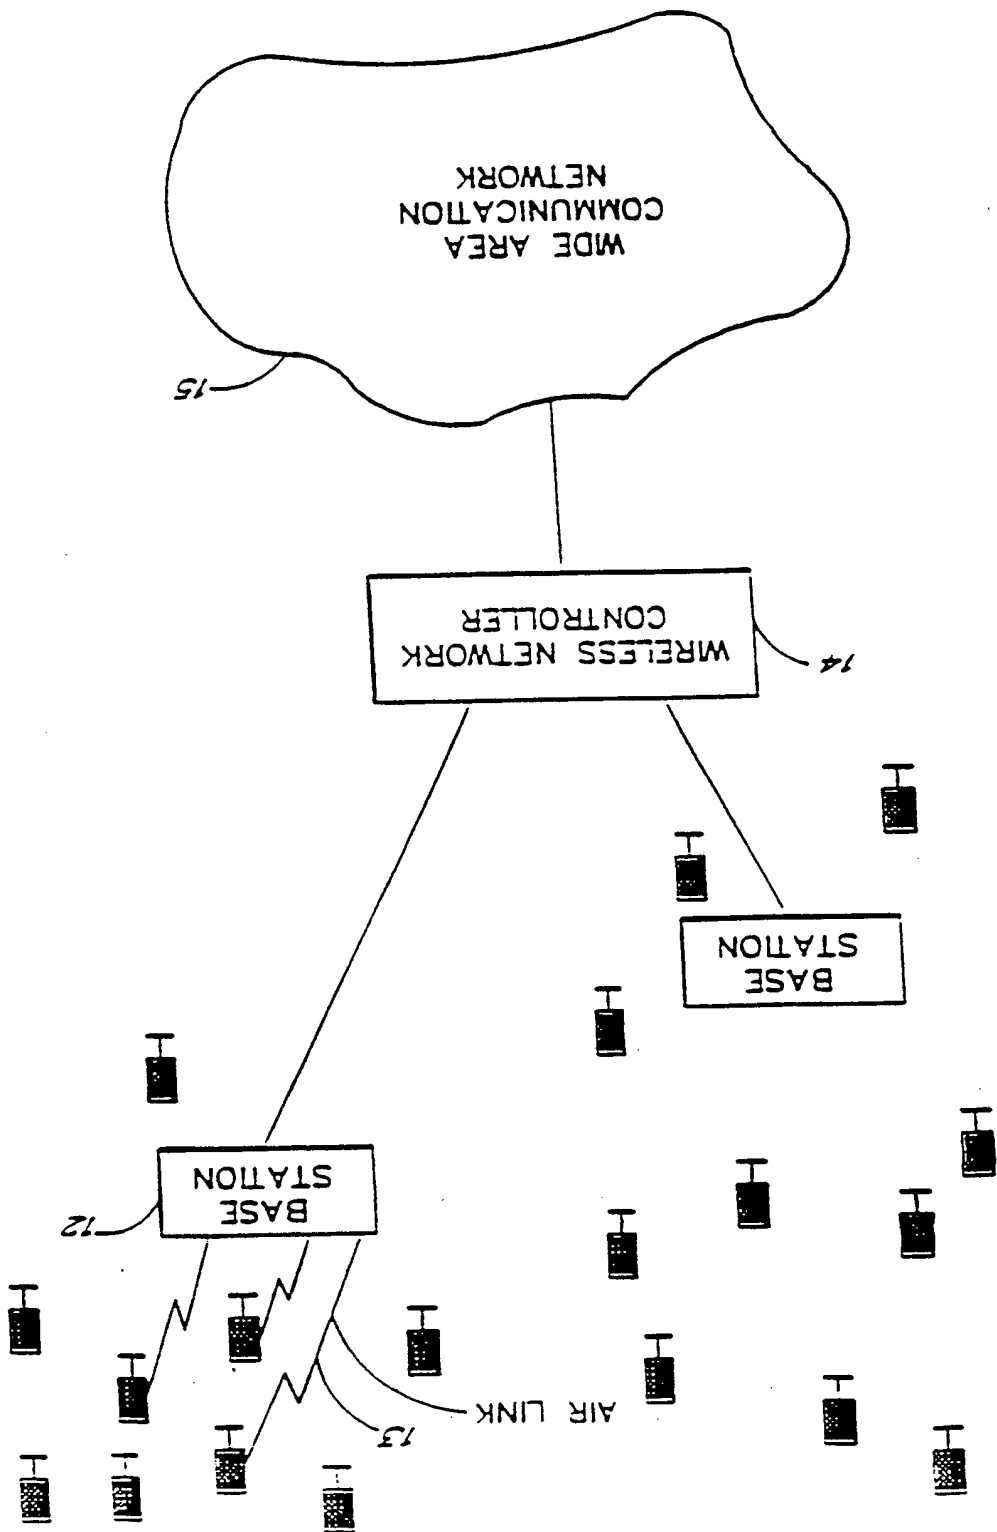 13
AIR LINK
12
BASE
STATION
BASE
STATION
14
WIRELESS NETWORK
CONTROLLER
15
WIDE AREA
COMMUNICATION
NETWORK